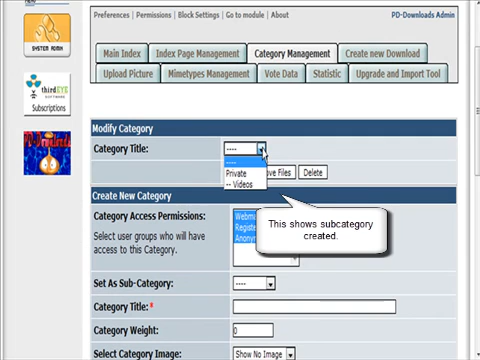 Preferences | Permissions | Block Settings | Go to module | About
PD-Downloads Admin
Main Index
Index Page Management
Category Management
Create new Download
Upload Picture
Mimetypes Management
Vote Data
Statistic
Upgrade and Import Tool
SYSTEM ADMIN
thirdEYE
Subscriptions
PD-Downloads
Modify Category
Category Title:
----
----
Private
-- Videos
ve Files
Delete
Create New Category
Category Access Permissions:
Select user groups who will have
access to this Category.
Webma
Registe
Anony
This shows subcategory
created.
Set As Sub-Category:
----
Category Title:*
Category Weight:
0
Select Category Image:
Show No Image